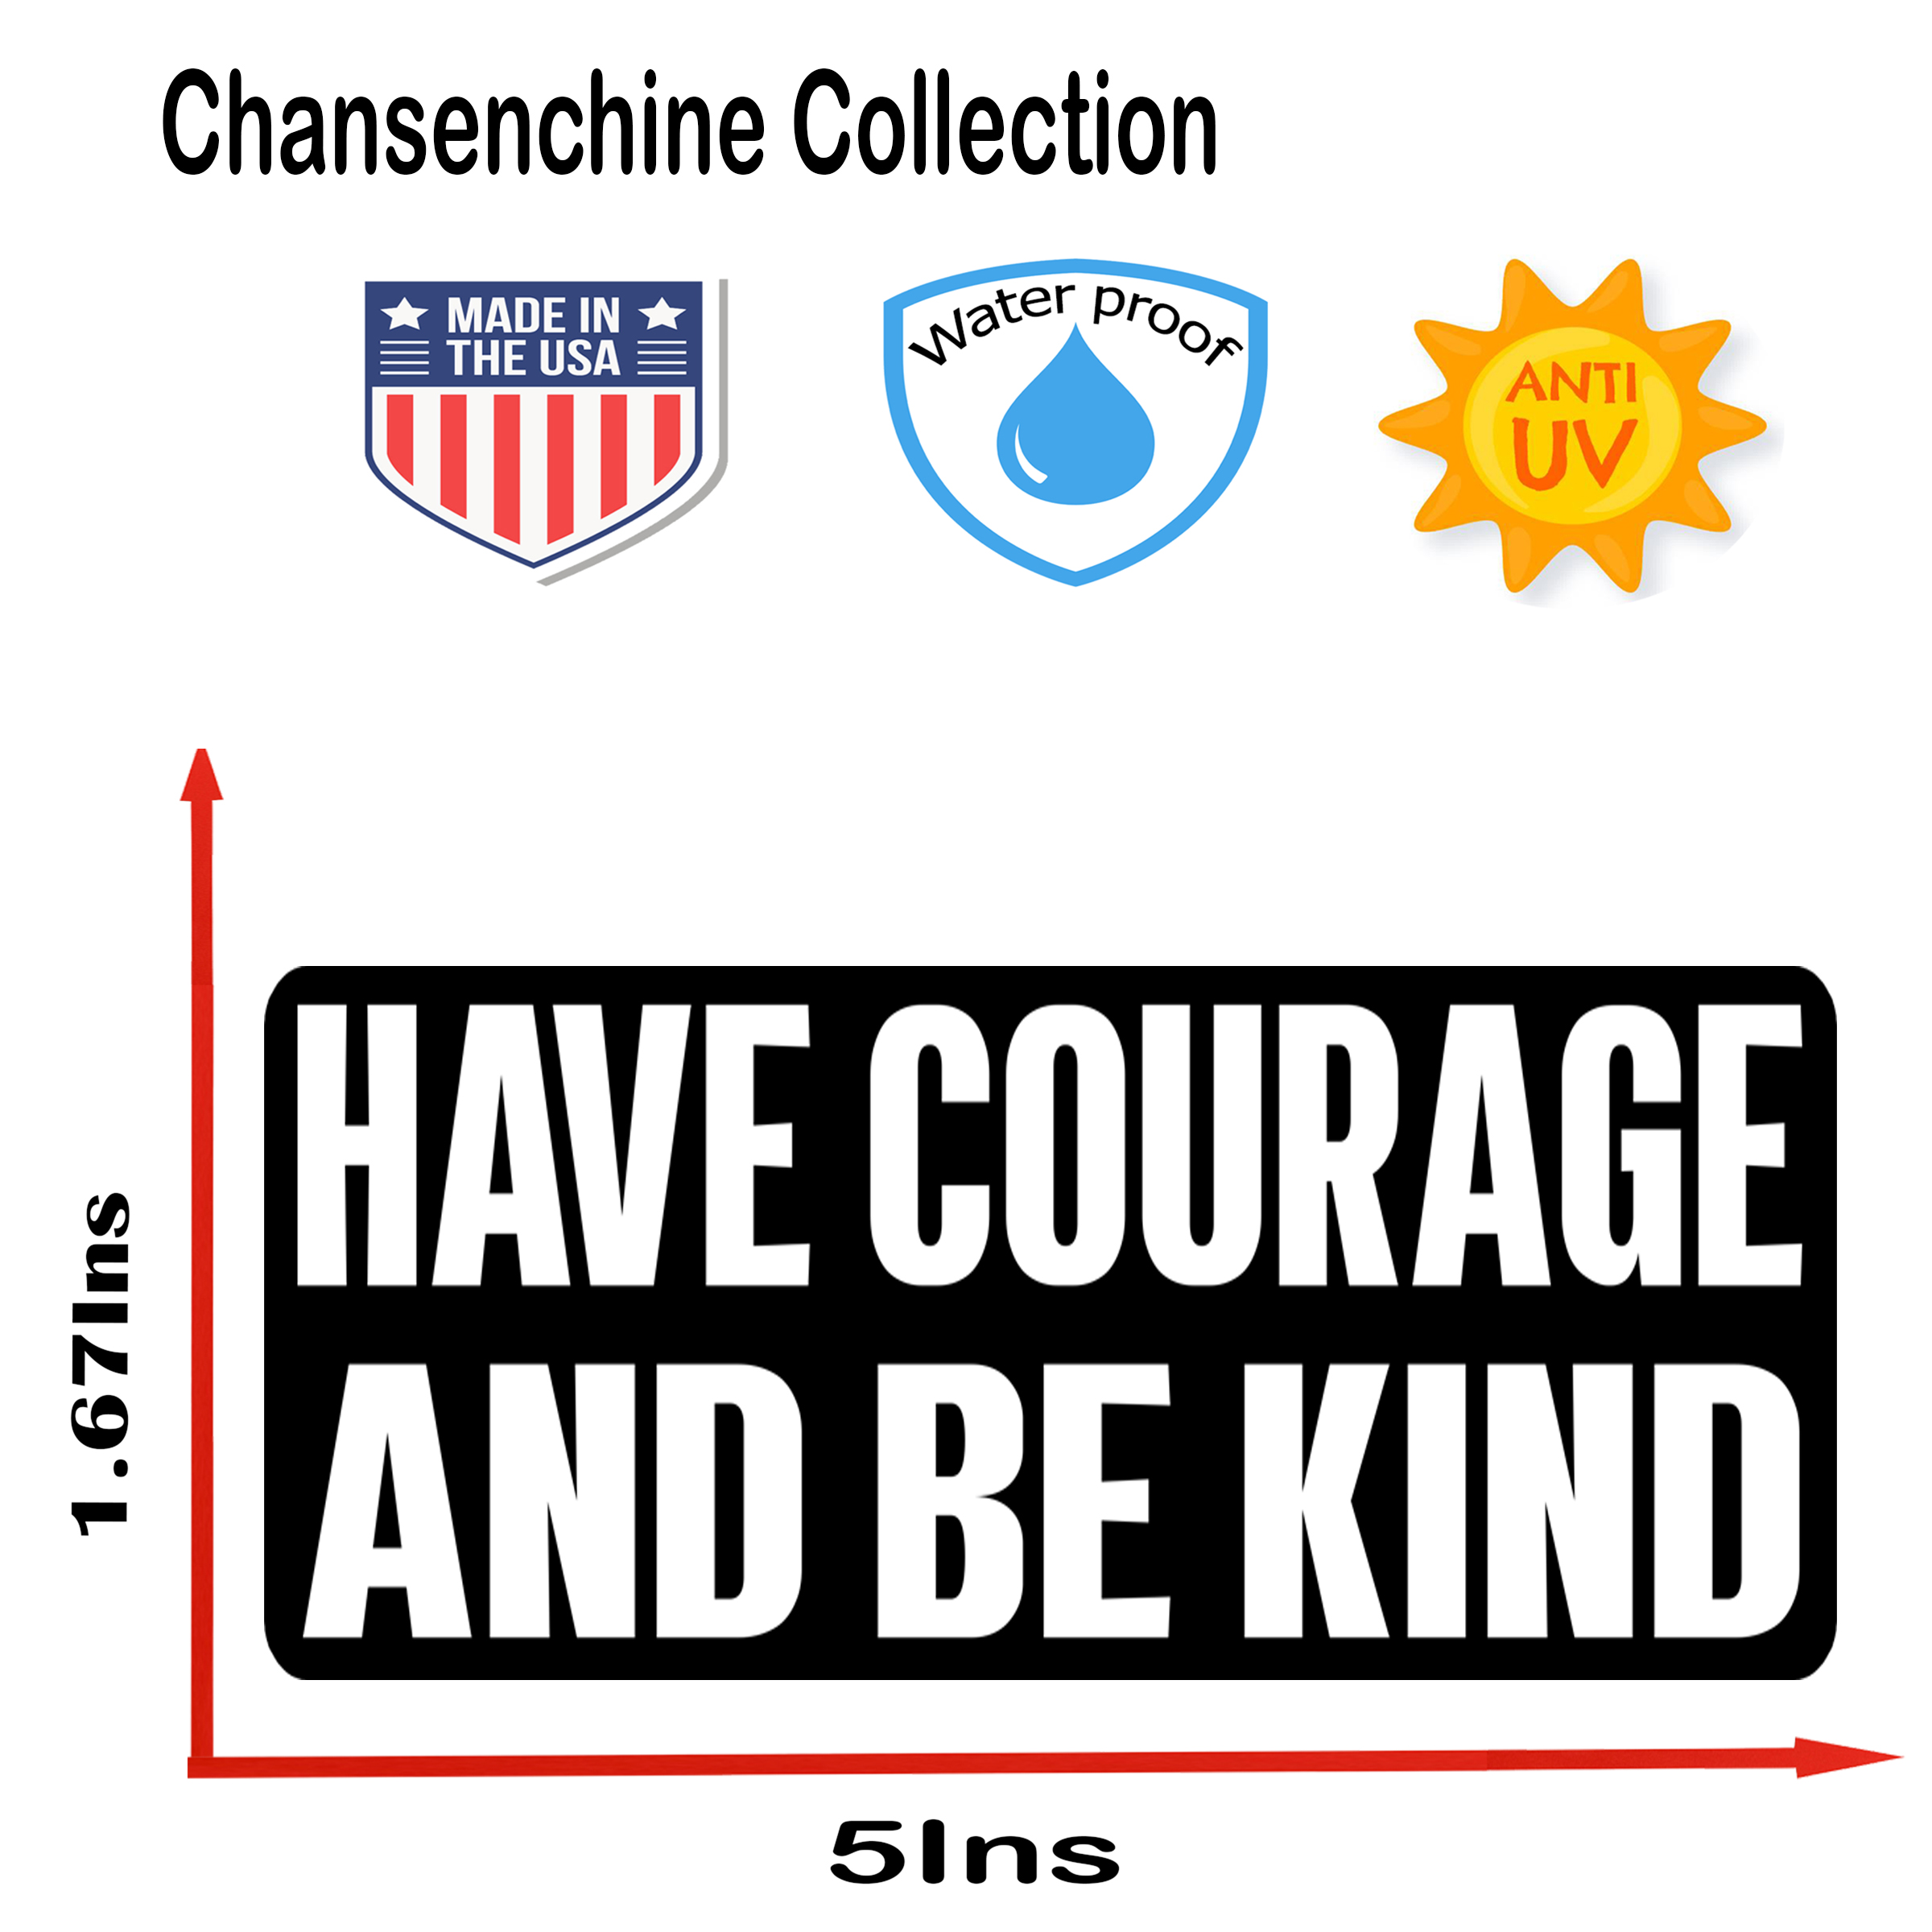 Chansenchine Collection
MADE IN
THE USA
Water proof
ANTI
UV
1.67Ins
HAVE COURAGE
AND BE KIND
5Ins